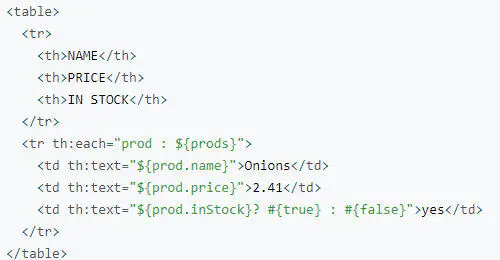 <table>
  <tr>
    <th>NAME</th>
    <th>PRICE</th>
    <th>IN STOCK</th>
  </tr>
  <tr th:each="prod : ${prods}">
    <td th:text="${prod.name}">Onions</td>
    <td th:text="${prod.price}">2.41</td>
    <td th:text="${prod.inStock}? #{true} : #{false}">yes</td>
  </tr>
</table>